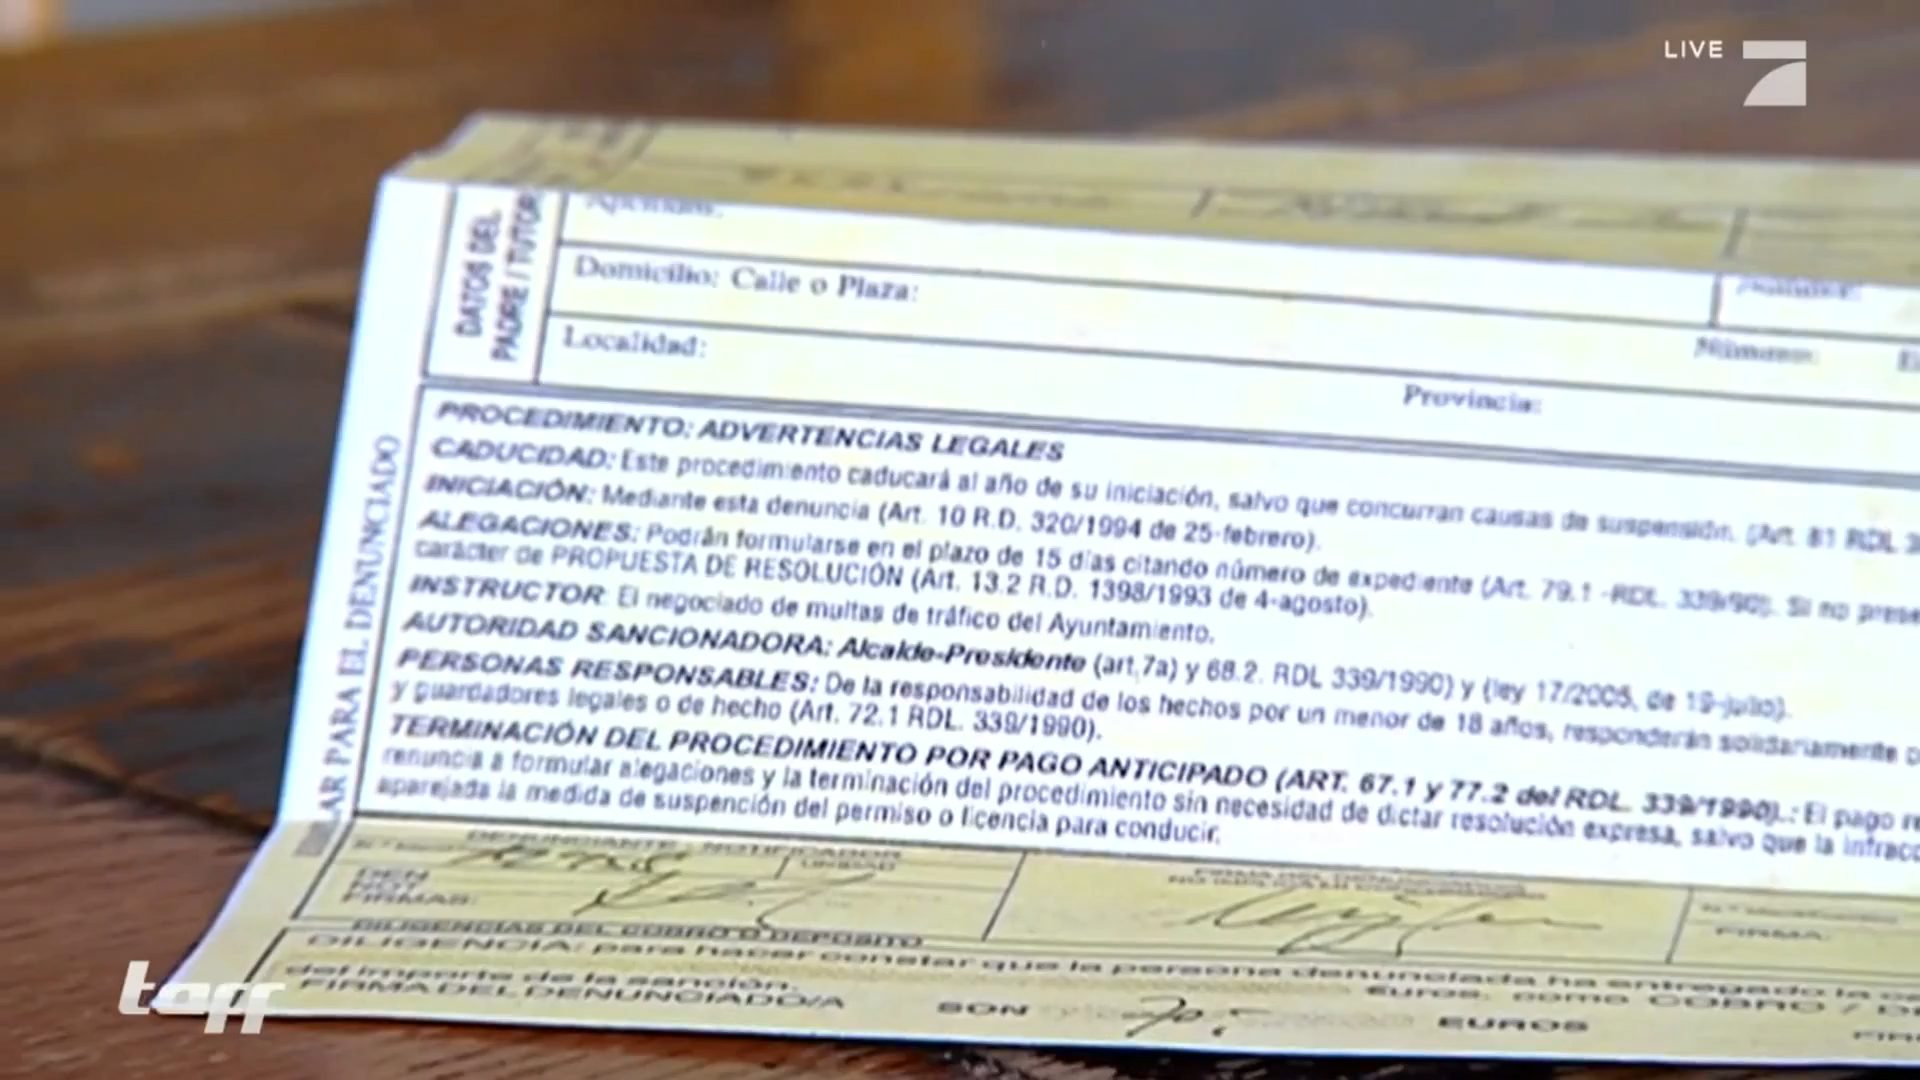 LIVE
DATOS DEL
PADRE / TUTOR
Apellidos:
Domicilio: Calle o Plaza:
Número:
Localidad:
Provincia:
PROCEDIMIENTO: ADVERTENCIAS LEGALES
CADUCIDAD: Este procedimiento caducará al año de su iniciación, salvo que concurran causas de suspensión. (Art. 81 RDL
INICIACIÓN: Mediante esta denuncia (Art. 10 R.D. 320/1994 de 25-febrero).
ALEGACIONES: Podrán formularse en el plazo de 15 días citando número de expediente (Art. 79.1 -RDL. 339/90). Si no prese
carácter de PROPUESTA DE RESOLUCIÓN (Art. 13.2 R.D. 1398/1993 de 4-agosto).
INSTRUCTOR: El negociado de multas de tráfico del Ayuntamiento.
AUTORIDAD SANCIONADORA: Alcalde-Presidente (art,7a) y 68.2. RDL 339/1990) y (ley 17/2005, de 19-julio).
PERSONAS RESPONSABLES: De la responsabilidad de los hechos por un menor de 18 años, responderán solidariamente
y guardadores legales o de hecho (Art. 72.1 RDL. 339/1990).
TERMINACIÓN DEL PROCEDIMIENTO POR PAGO ANTICIPADO (ART. 67.1 y 77.2 del RDL. 339/1990).: El pago
renuncia a formular alegaciones y la terminación del procedimiento sin necesidad de dictar resolución expresa, salvo que la infracc
aparejada la medida de suspención del permiso o licencia para conducir.
AR PARA EL DENUNCIADO
DENUNCIANTE NOTIFICADOR
UNIDAD
DEN
NOT
FIRMAS:
FIRMA:
DILIGENCIAS DEL COBRO O DEPOSITO
DILIGENCIA: para hacer constar que la persona denunciada ha entregado la
del importe de la sanción.
Euros, como COBRO / D
FIRMA DEL DENUNCIADO/A
SON
EUROS
taff